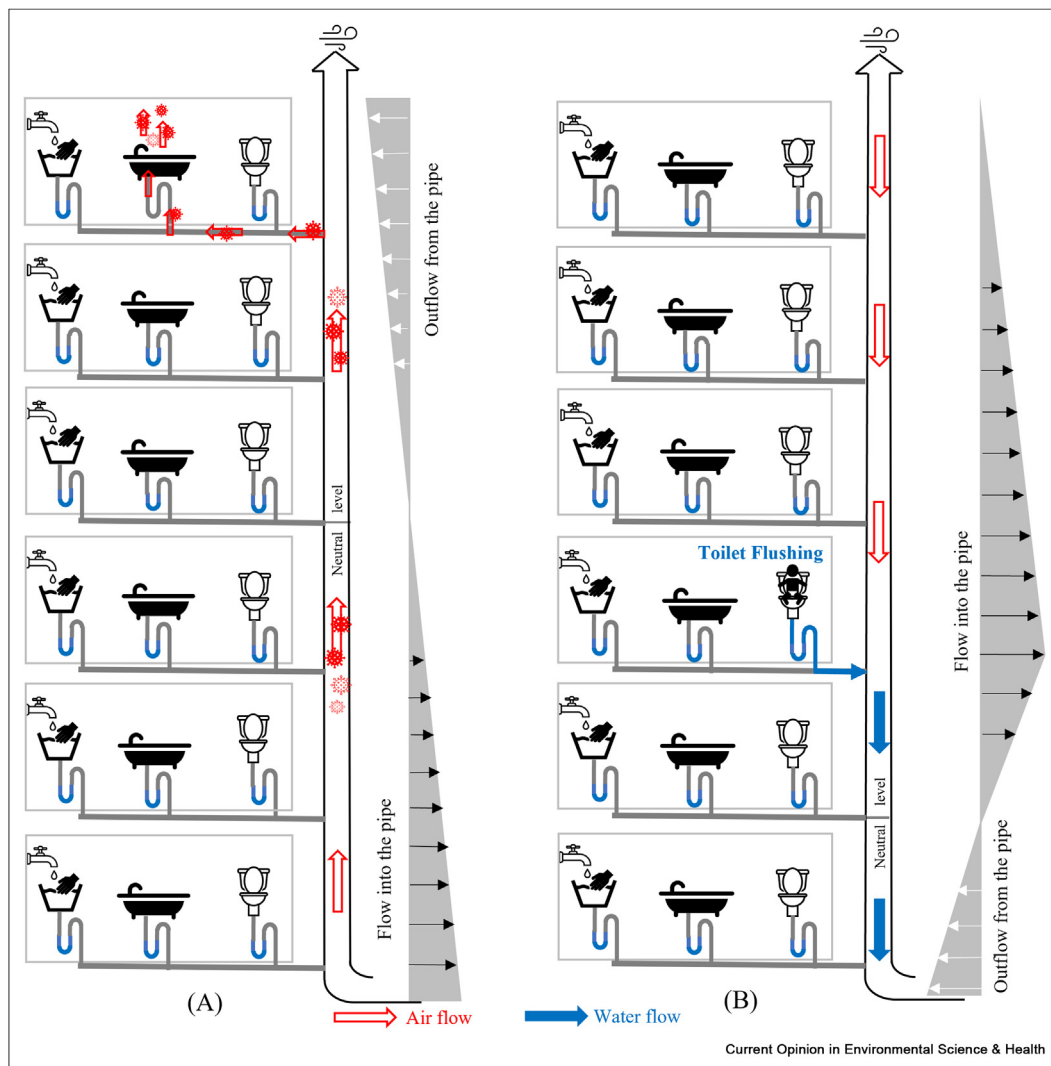 Outflow from the pipe
Neutral level
Flow into the pipe
(A)
Toilet Flushing
Flow into the pipe
Neutral level
Outflow from the pipe
(B)
Air flow
Water flow
Current Opinion in Environmental Science & Health